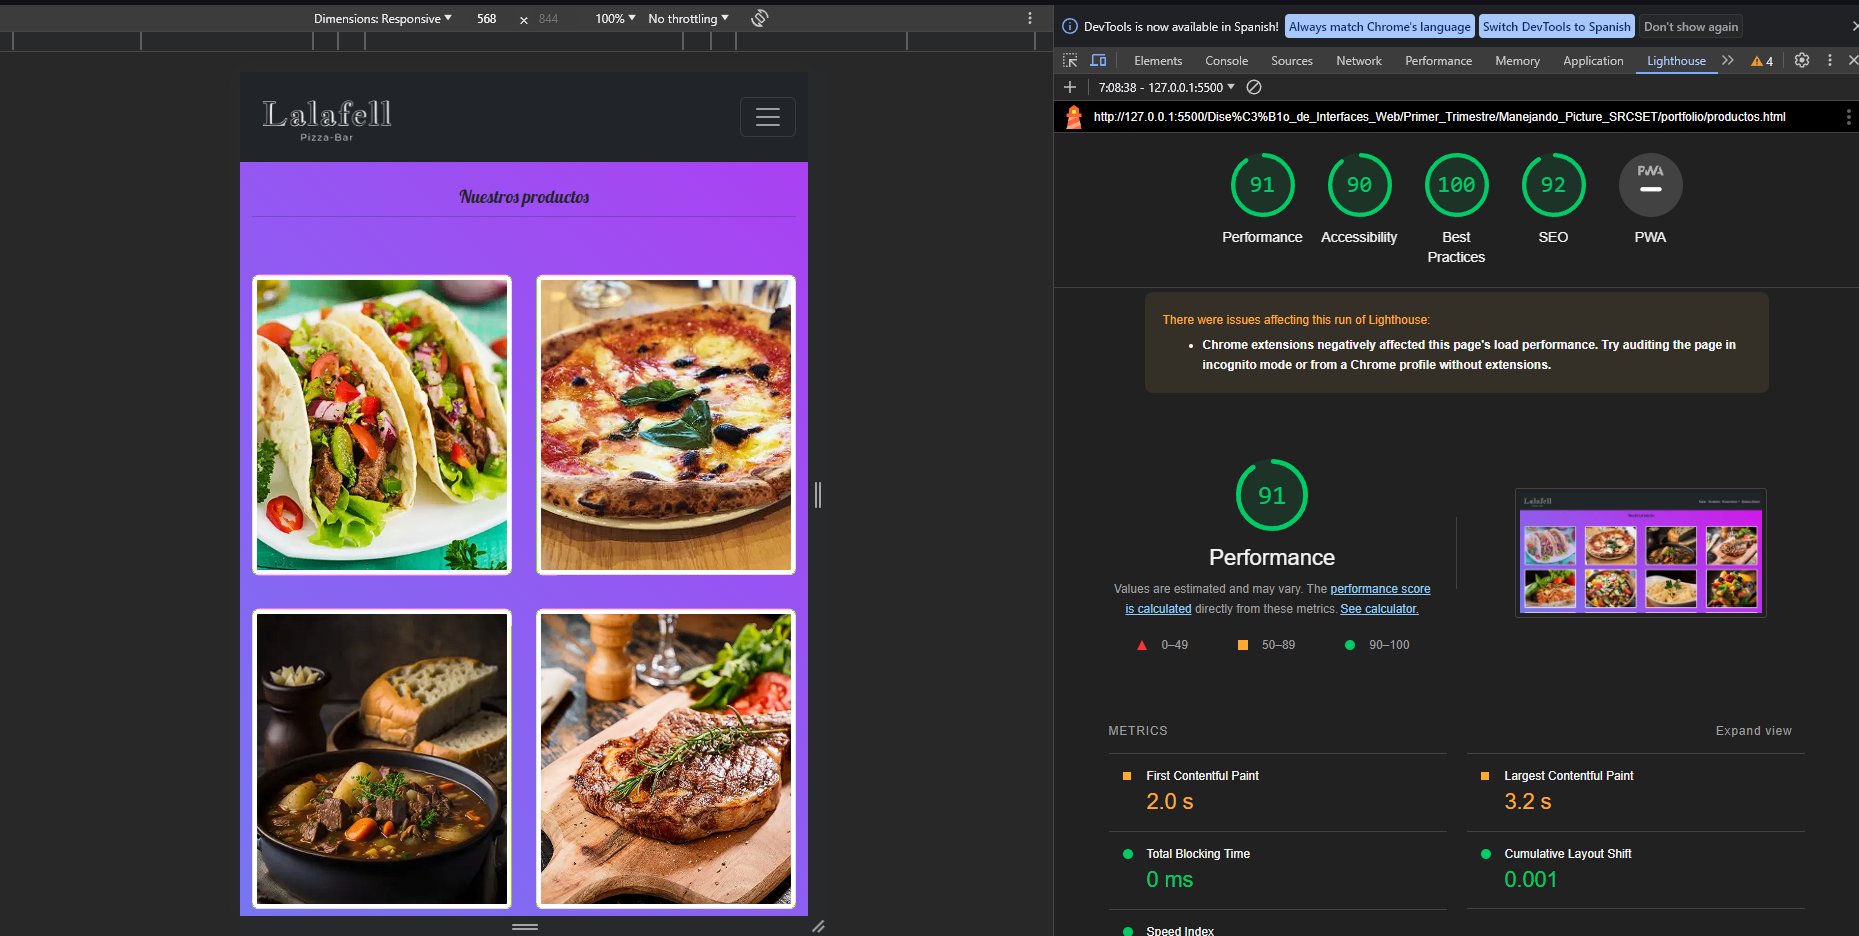 Dimensions: Responsive
568
×
844
100%
No throttling
DevTools is now available in Spanish!
Always match Chrome's language
Switch DevTools to Spanish
Don't show again
Elements
Console
Sources
Network
Performance
Memory
Application
Lighthouse
4
7:08:38 - 127.0.0.1:5500
http://127.0.0.1:5500/Dise%C3%B1o_de_Interfaces_Web/Primer_Trimestre/Manejando_Picture_SRCSET/portfolio/productos.html
Lalafell
Pizza-Bar
Nuestros productos
91
90
100
92
PWA
Performance
Accessibility
Best
Practices
SEO
PWA
There were issues affecting this run of Lighthouse:
Chrome extensions negatively affected this page's load performance. Try auditing the page in
incognito mode or from a Chrome profile without extensions.
91
Performance
Values are estimated and may vary. The performance score
is calculated directly from these metrics. See calculator.
0–49
50–89
90–100
Lalafell
METRICS
Expand view
First Contentful Paint
2.0 s
Largest Contentful Paint
3.2 s
Total Blocking Time
0 ms
Cumulative Layout Shift
0.001
Speed Index